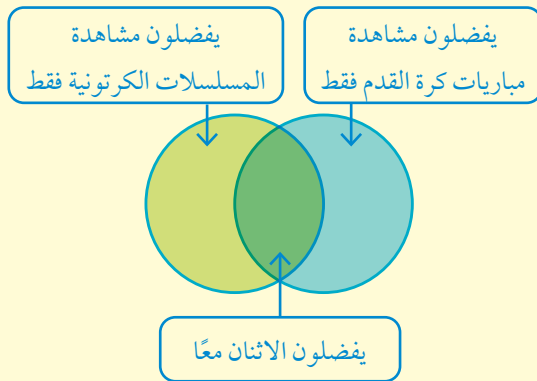 يفضلون مشاهدة
مباريات كرة القدم فقط
يفضلون مشاهدة
المسلسلات الكرتونية فقط
يفضلون الاثنان معًا